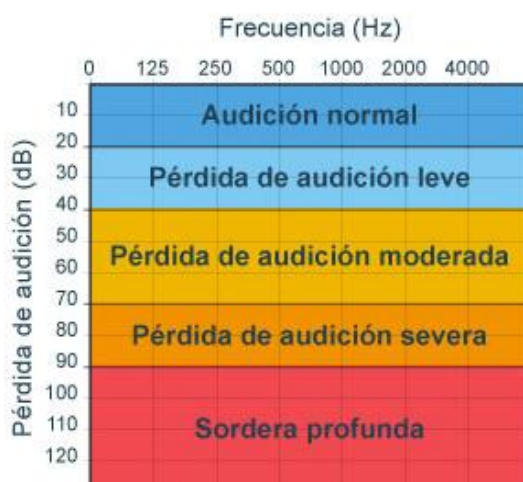 Frecuencia (Hz)
0 125 250 500 1000 2000 4000
Pérdida de audición (dB)
10
Audición normal
20
30
Pérdida de audición leve
40
50
Pérdida de audición moderada
60
70
80
Pérdida de audición severa
90
100
110
Sordera profunda
120